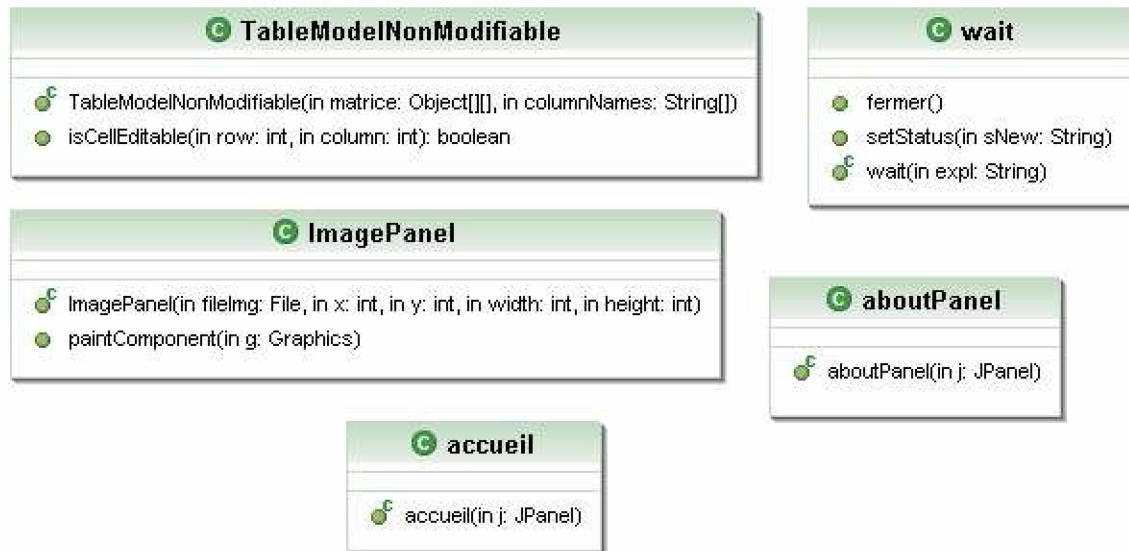 TableModelNonModifiable
TableModelNonModifiable(in matrice: Object[][], in columnNames: String[])
isCellEditable(in row: int, in column: int): boolean
wait
fermer()
setStatus(in sNew: String)
wait(in expl: String)
ImagePanel
ImagePanel(in fileImg: File, in x: int, in y: int, in width: int, in height: int)
paintComponent(in g: Graphics)
aboutPanel
aboutPanel(in j: JPanel)
accueil
accueil(in j: JPanel)